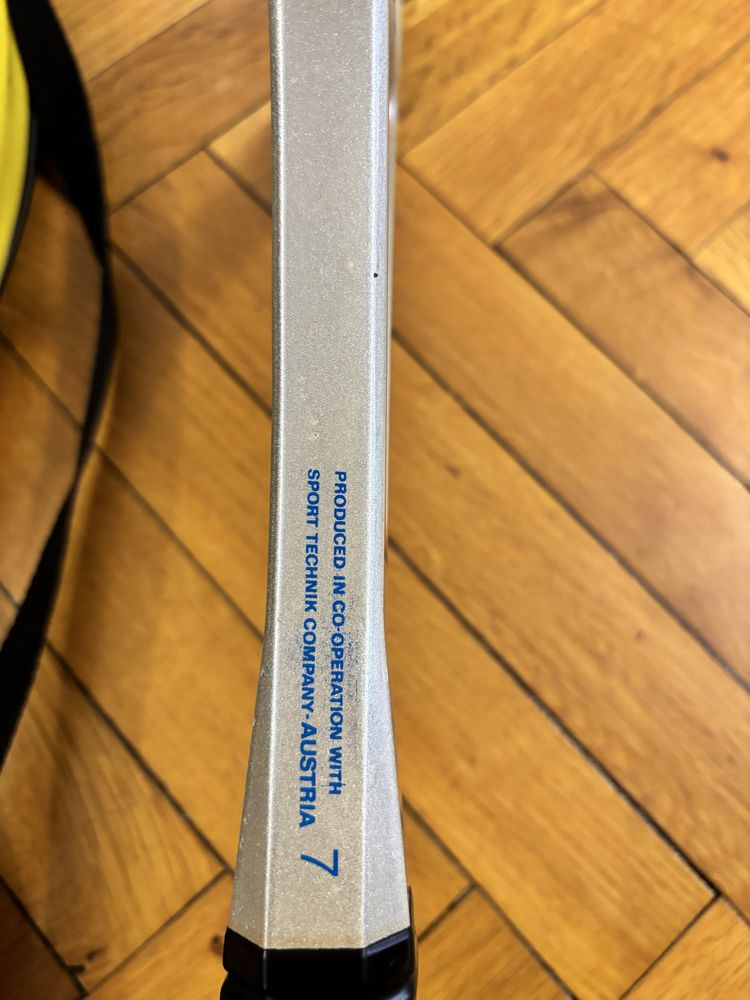 PRODUCED IN CO-OPERATION WITH
SPORT TECHNIK COMPANY-AUSTRIA
7